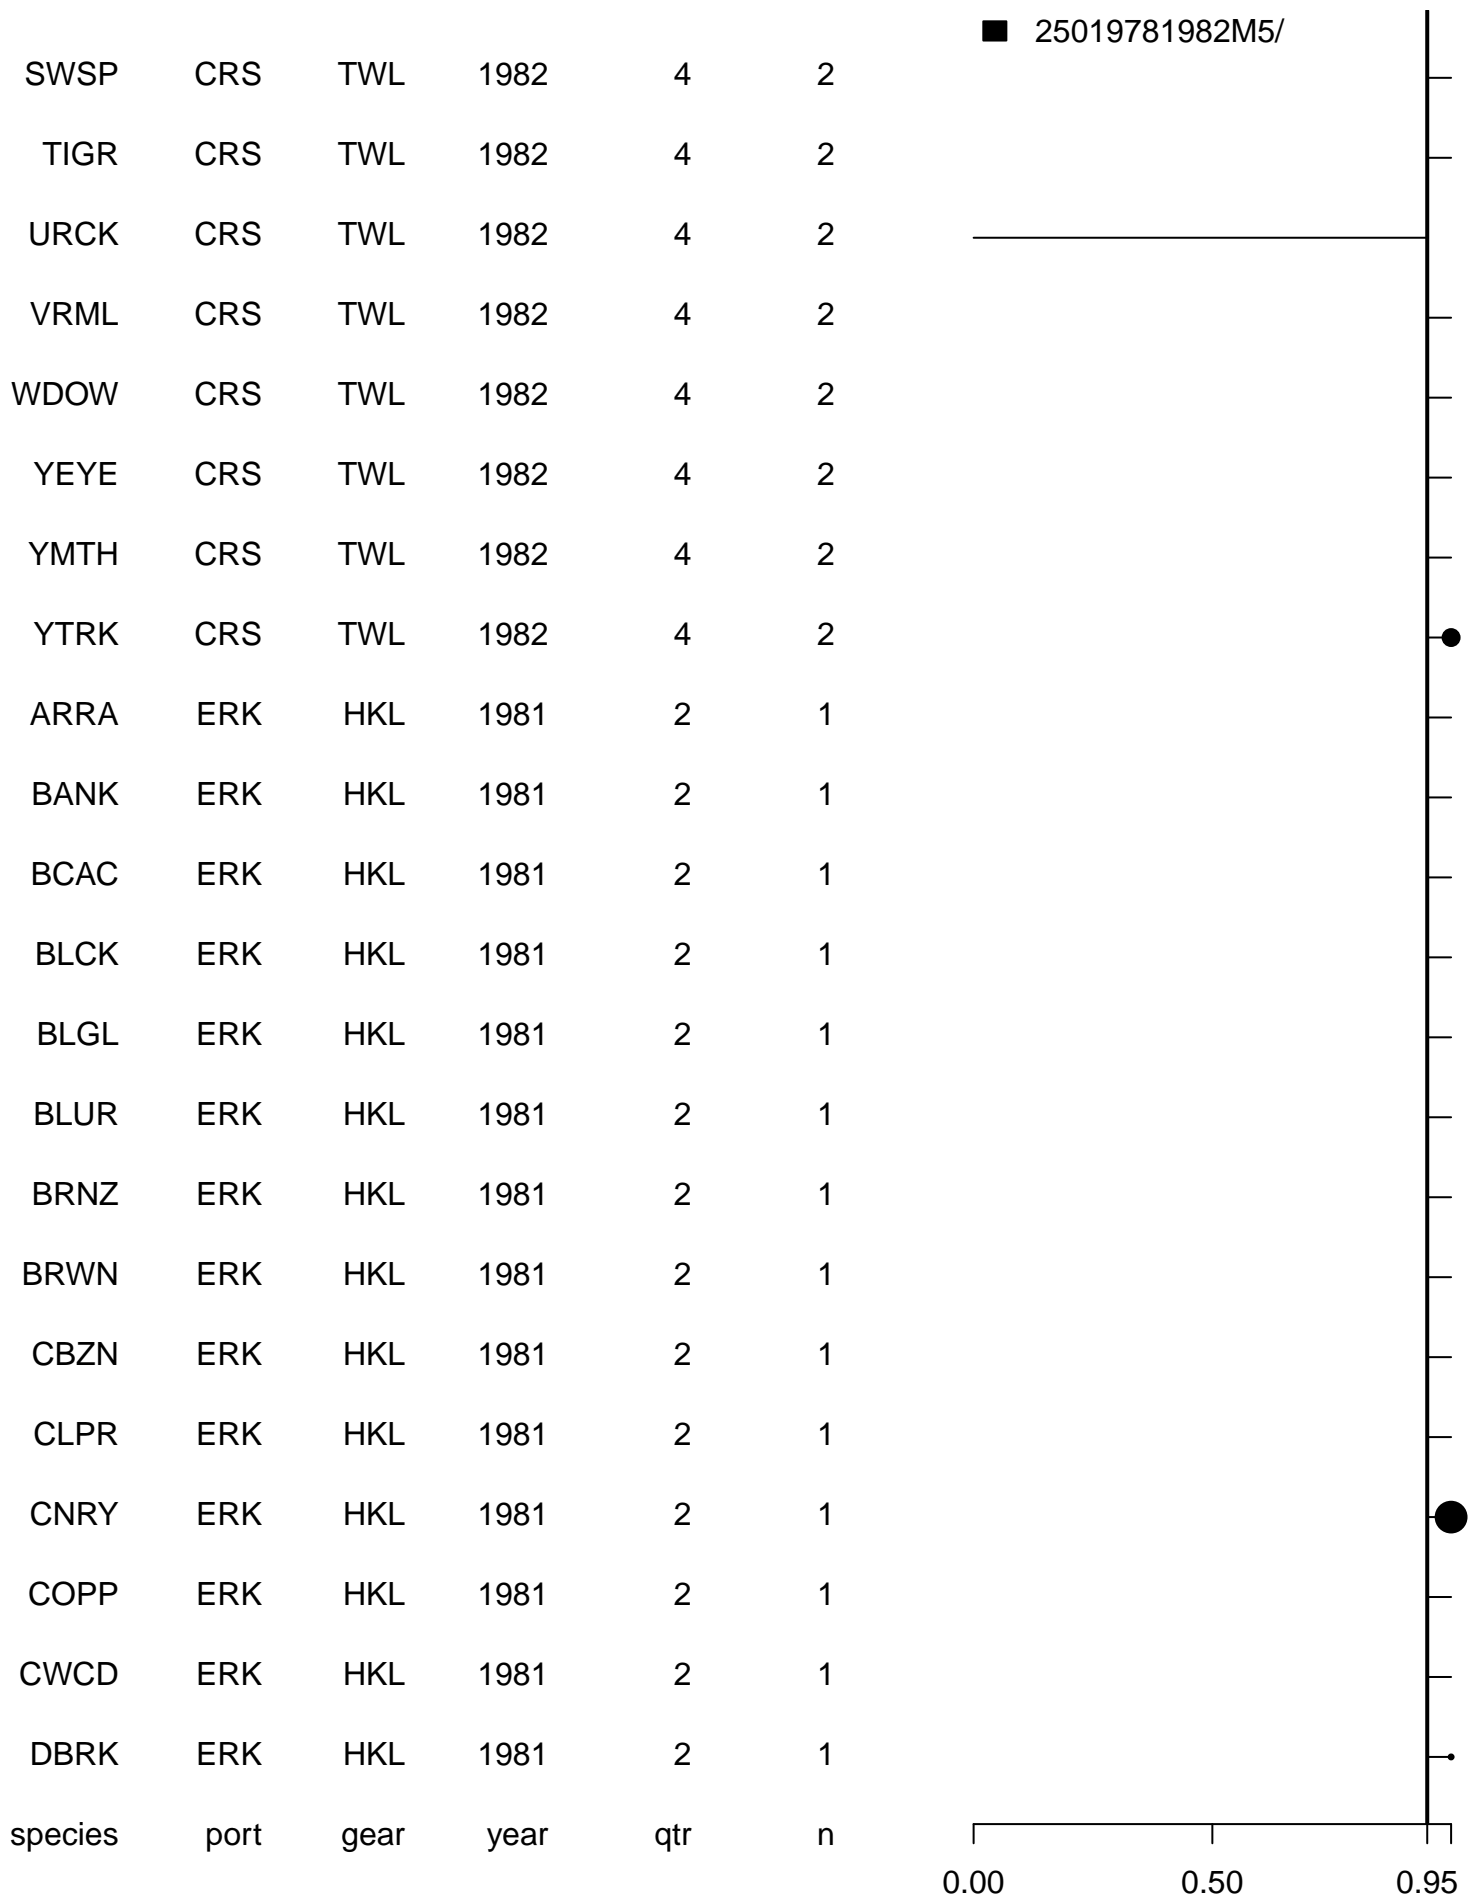 25019781982M5/
SWSP CRS TWL 1982 4 2
TIGR CRS TWL 1982 4 2
URCK CRS TWL 1982 4 2
VRML CRS TWL 1982 4 2
WDOW CRS TWL 1982 4 2
YEYE CRS TWL 1982 4 2
YMTH CRS TWL 1982 4 2
YTRK CRS TWL 1982 4 2
ARRA ERK HKL 1981 2 1
BANK ERK HKL 1981 2 1
BCAC ERK HKL 1981 2 1
BLCK ERK HKL 1981 2 1
BLGL ERK HKL 1981 2 1
BLUR ERK HKL 1981 2 1
BRNZ ERK HKL 1981 2 1
BRWN ERK HKL 1981 2 1
CBZN ERK HKL 1981 2 1
CLPR ERK HKL 1981 2 1
CNRY ERK HKL 1981 2 1
COPP ERK HKL 1981 2 1
CWCD ERK HKL 1981 2 1
DBRK ERK HKL 1981 2 1
species port gear year qtr n
0.00 0.50 0.95